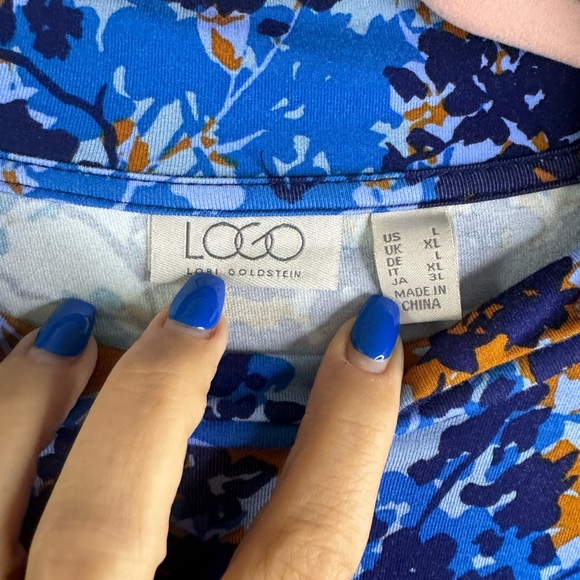 LOGO
LORI GOLDSTEIN
US L
UK XL
DE L
IT XL
JA 3L
MADE IN
CHINA